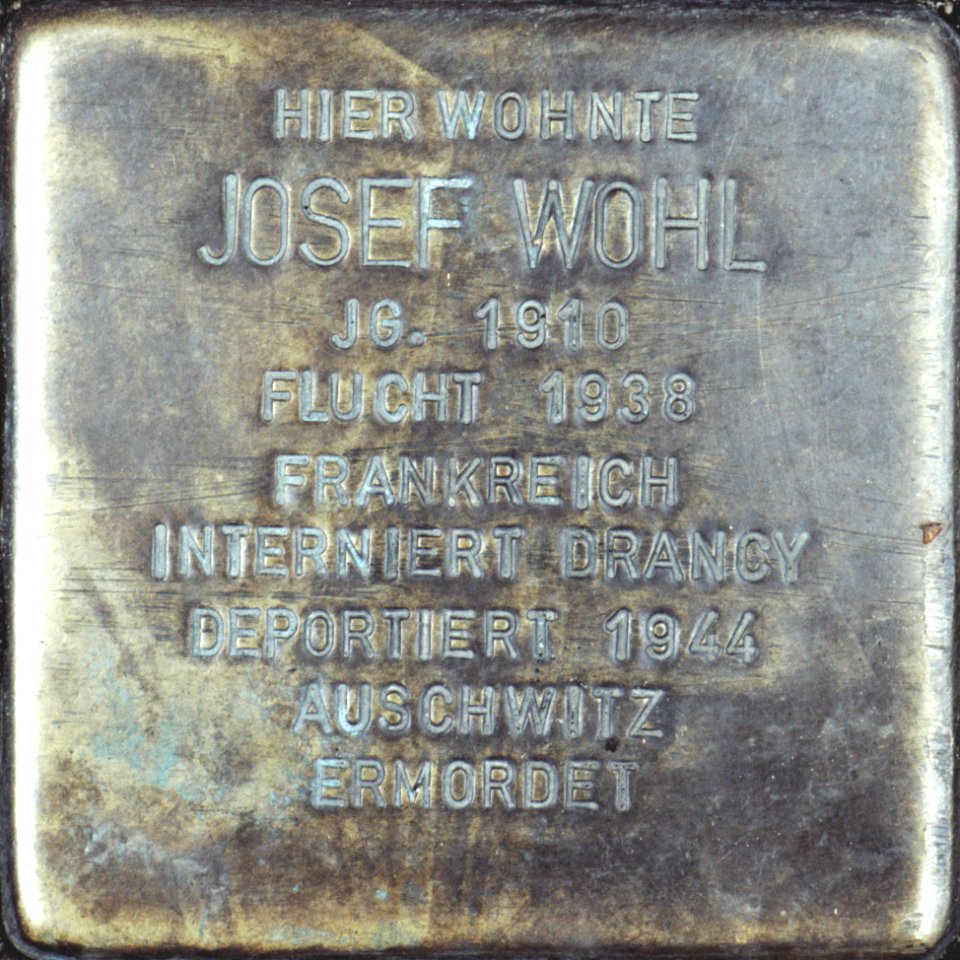 HIER WOHNTE
JOSEF WOHL
JG. 1910
FLUCHT 1938
FRANKREICH
INTERNIERT DRANCY
DEPORTIERT 1944
AUSCHWITZ
ERMORDET